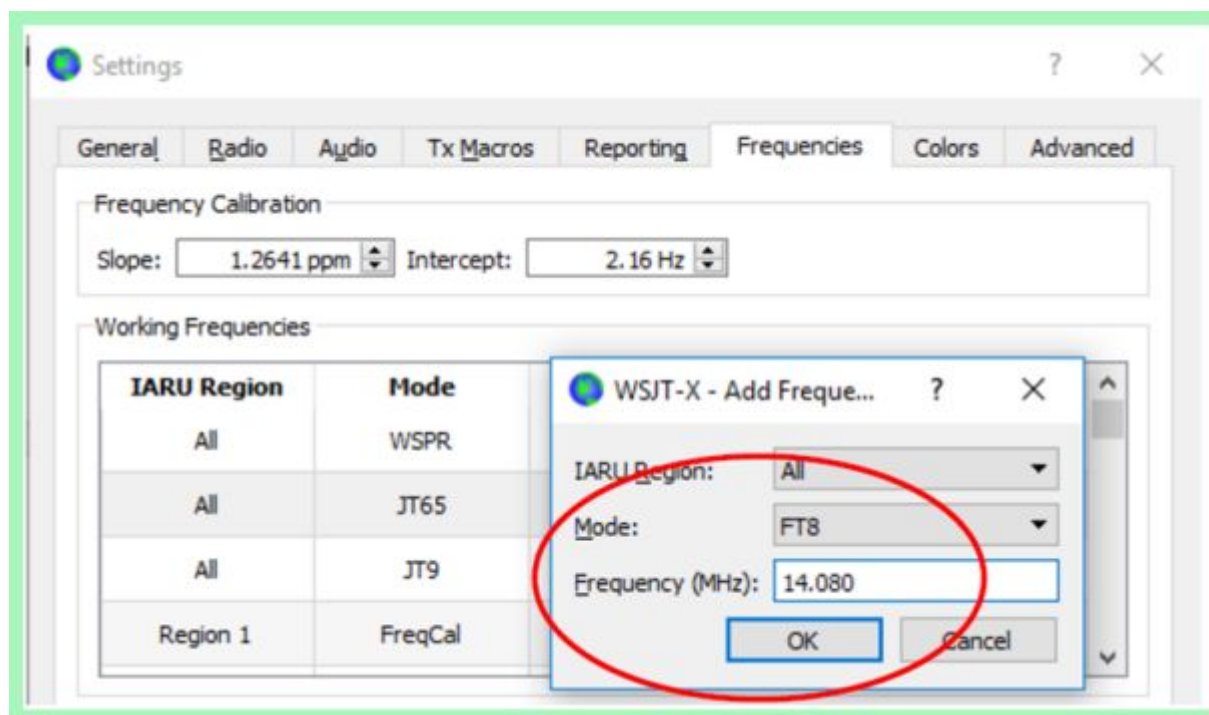 Settings
General Radio Audio Tx Macros Reporting Frequencies Colors Advanced
Frequency Calibration
Slope: 1.2641 ppm Intercept: 2.16 Hz
Working Frequencies
IARU Region Mode
All WSPR
All JT65
All JT9
Region 1 FreqCal
WSJT-X - Add Freque... ?
IARU Region: All
Mode: FT8
Frequency (MHz): 14.080
OK Cancel